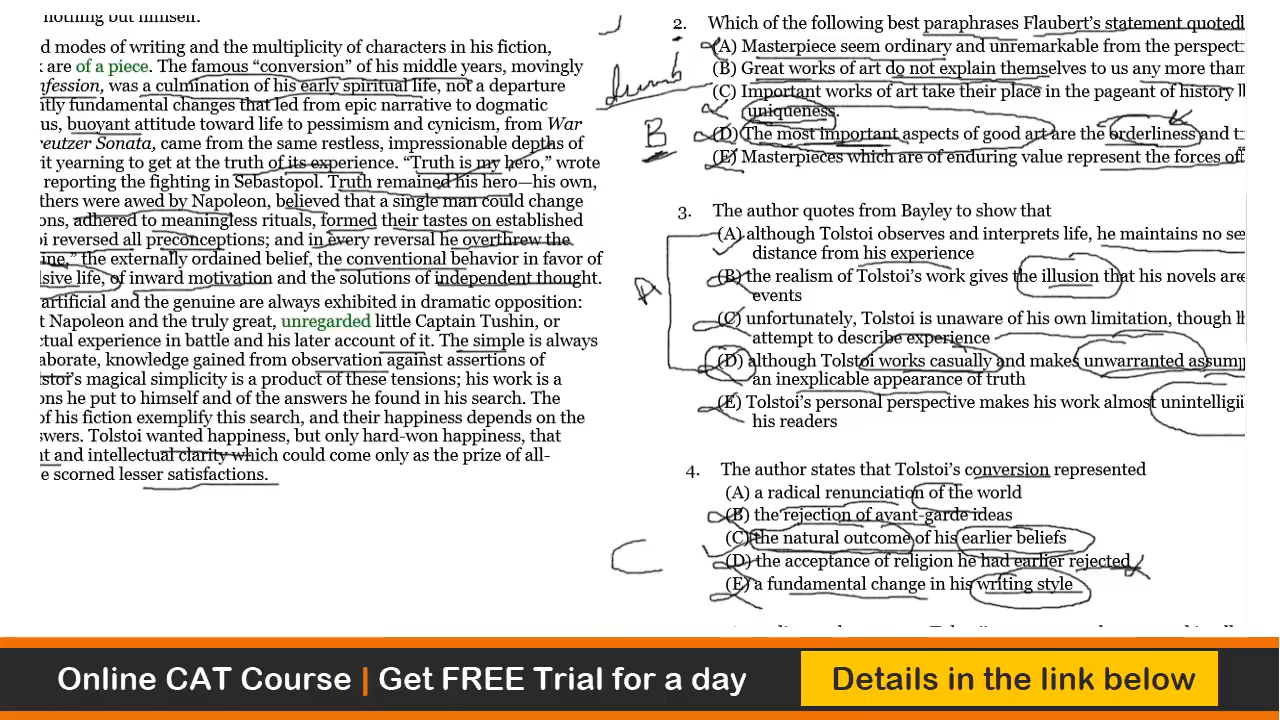 nothing but himself.
d modes of writing and the multiplicity of characters in his fiction,
are of a piece. The famous “conversion” of his middle years, movingly
onfession, was a culmination of his early spiritual life, not a departure
tly fundamental changes that led from epic narrative to dogmatic
us, buoyant attitude toward life to pessimism and cynicism, from War
reutzer Sonata, came from the same restless, impressionable depths of
it yearning to get at the truth of its experience. “Truth is my hero,” wrote
reporting the fighting in Sebastopol. Truth remained his hero—his own,
thers were awed by Napoleon, believed that a single man could change
ons, adhered to meaningless rituals, formed their tastes on established
oi reversed all preconceptions; and in every reversal he overthrew the
ine,” the externally ordained belief, the conventional behavior in favor of
lsive life, of inward motivation and the solutions of independent thought.
artificial and the genuine are always exhibited in dramatic opposition:
t Napoleon and the truly great, unregarded little Captain Tushin, or
ctual experience in battle and his later account of it. The simple is always
aborate, knowledge gained from observation against assertions of
lstoi’s magical simplicity is a product of these tensions; his work is a
ons he put to himself and of the answers he found in his search. The
of his fiction exemplify this search, and their happiness depends on the
swers. Tolstoi wanted happiness, but only hard-won happiness, that
nt and intellectual clarity which could come only as the prize of all-
e scorned lesser satisfactions.
2. Which of the following best paraphrases Flaubert’s statement quoted
(A) Masterpiece seem ordinary and unremarkable from the perspect
(B) Great works of art do not explain themselves to us any more than
(C) Important works of art take their place in the pageant of history
uniqueness.
(D) The most important aspects of good art are the orderliness and
(E) Masterpieces which are of enduring value represent the forces of
dumb
B
3. The author quotes from Bayley to show that
(A) although Tolstoi observes and interprets life, he maintains no se
distance from his experience
(B) the realism of Tolstoi’s work gives the illusion that his novels are
events
(C) unfortunately, Tolstoi is unaware of his own limitation, though
attempt to describe experience
(D) although Tolstoi works casually and makes unwarranted assump
an inexplicable appearance of truth
(E) Tolstoi’s personal perspective makes his work almost unintelligi
his readers
A
4. The author states that Tolstoi’s conversion represented
(A) a radical renunciation of the world
(B) the rejection of avant-garde ideas
(C) the natural outcome of his earlier beliefs
(D) the acceptance of religion he had earlier rejected
(E) a fundamental change in his writing style
C
Online CAT Course | Get FREE Trial for a day
Details in the link below